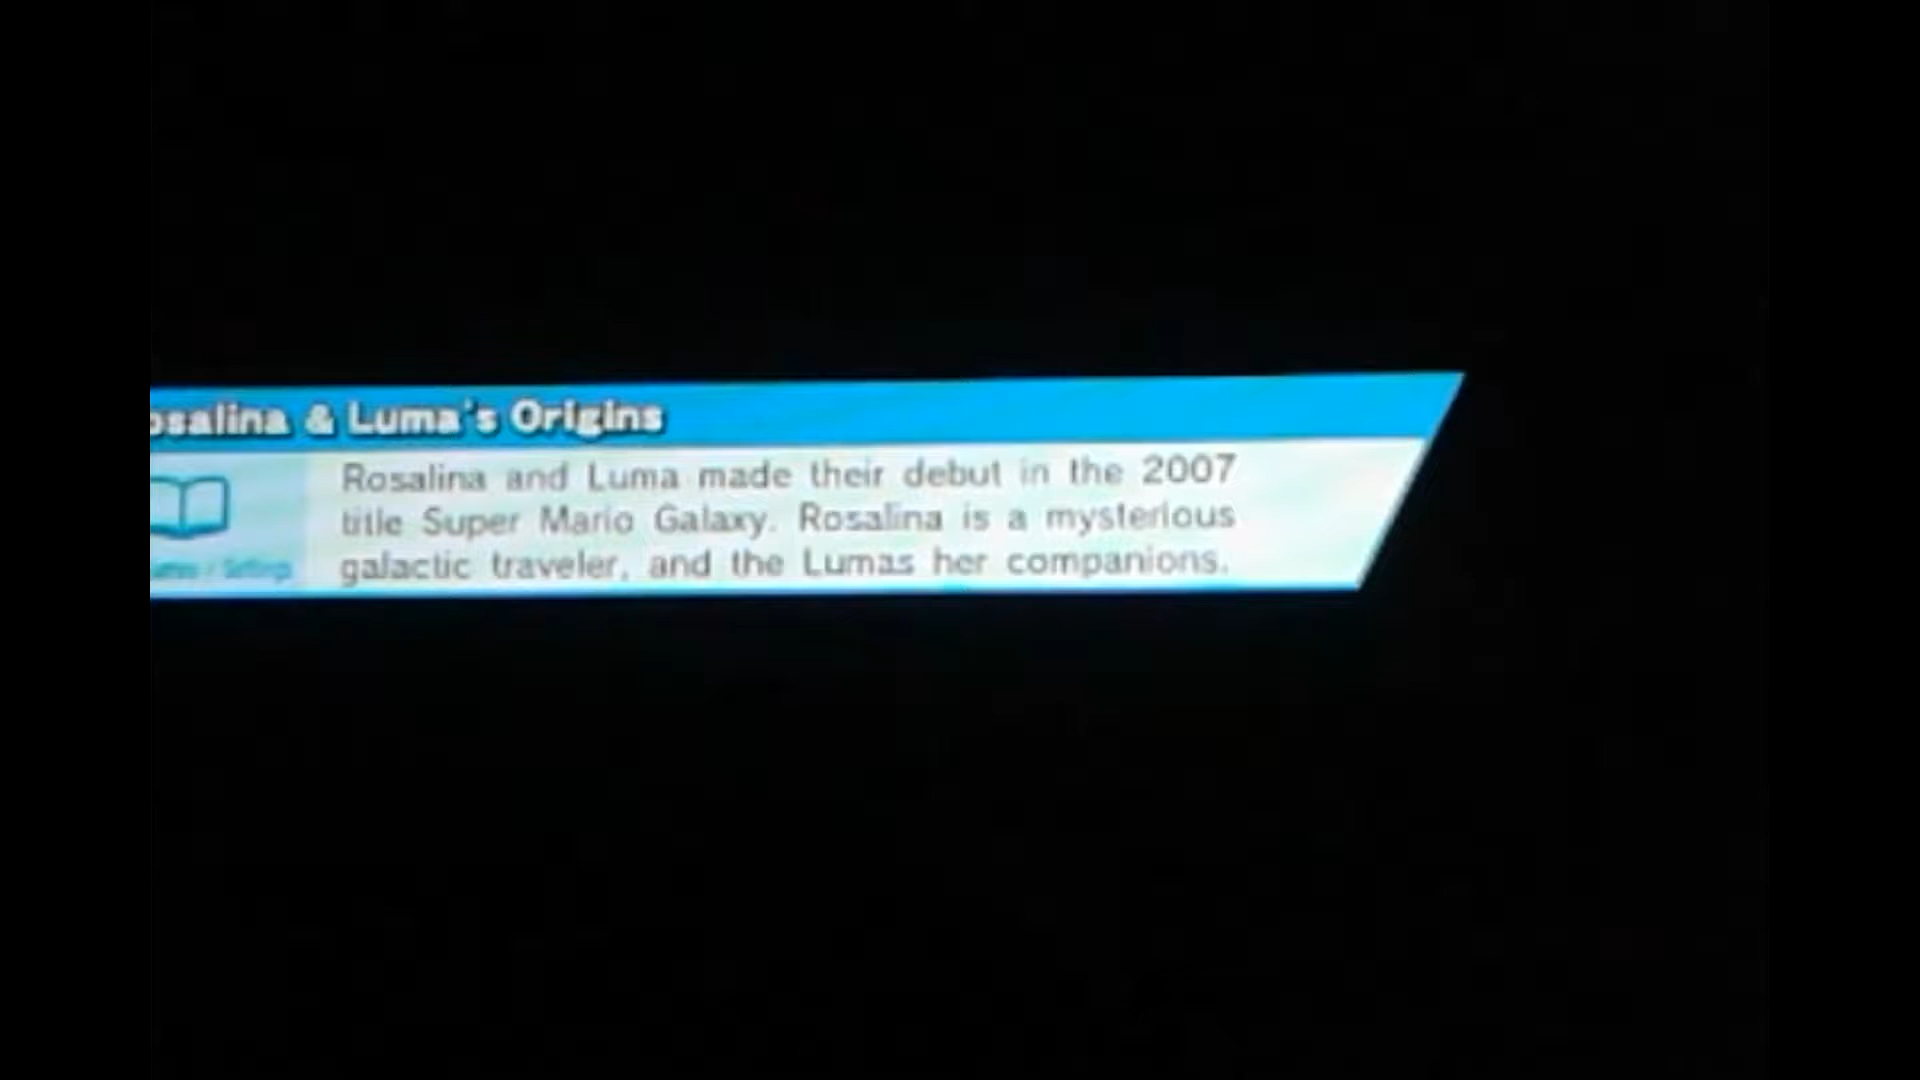 osalina & Luma's Origins
Rosalina and Luma made their debut in the 2007
title Super Mario Galaxy. Rosalina is a mysterious
galactic traveler, and the Lumas her companions.